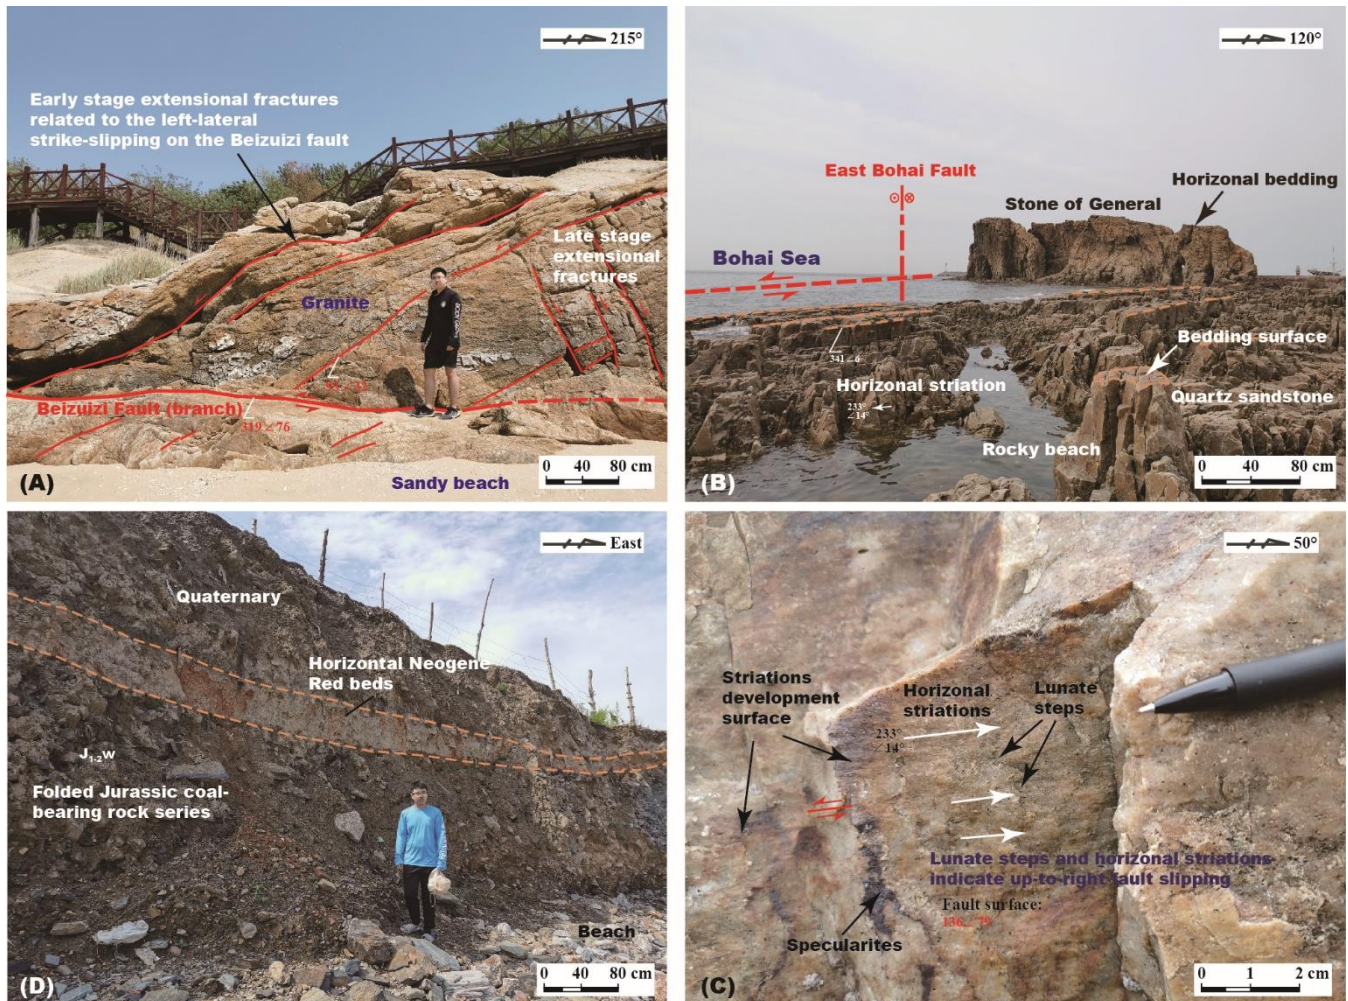 215°
Early stage extensional fractures
related to the left-lateral
strike-slipping on the Beizuizi fault
Late stage
extensional
fractures
Granite
Beizuizi Fault (branch)
319∠76
Sandy beach
0 40 80 cm
(A)
120°
East Bohai Fault
Stone of General
Horizonal bedding
Bohai Sea
341∠6
Bedding surface
Horizonal striation
233°
∠14°
Quartz sandstone
Rocky beach
0 40 80 cm
(B)
East
Quaternary
Horizontal Neogene
Red beds
J₁₋₂w
Folded Jurassic coal-
bearing rock series
Beach
0 40 80 cm
(D)
50°
Striations
development
surface
Horizonal
striations
Lunate
steps
233°
∠14°
Lunate steps and horizonal striations
indicate up-to-right fault slipping
Fault surface:
136∠79
Specularites
0 1 2 cm
(C)